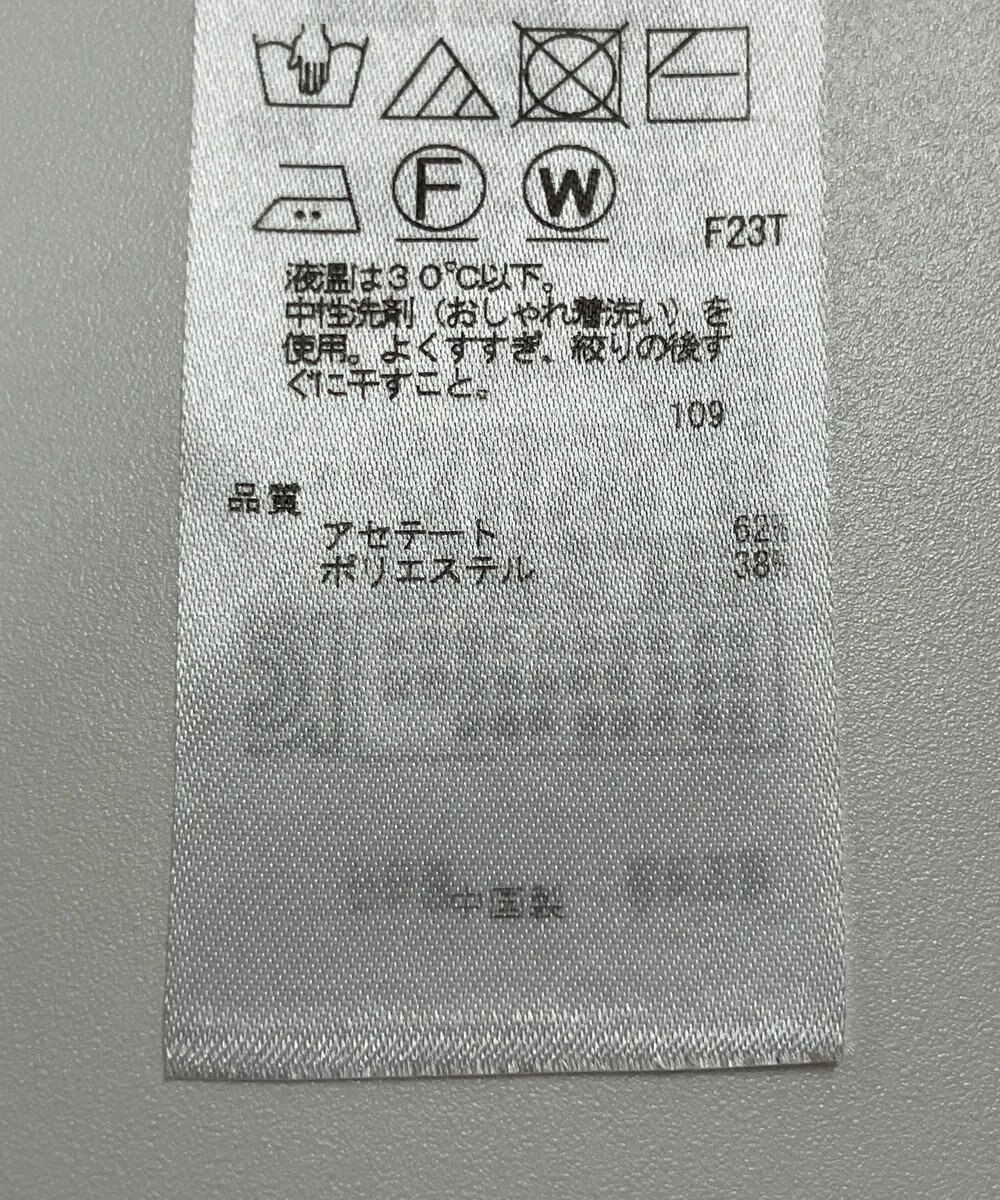 F W
F23T
液温は30℃以下。
中性洗剤（おしゃれ着洗い）を
使用。よくすすぎ、絞りの後す
ぐに干すこと。
109
品質
アセテート 62%
ポリエステル 38%
中国製